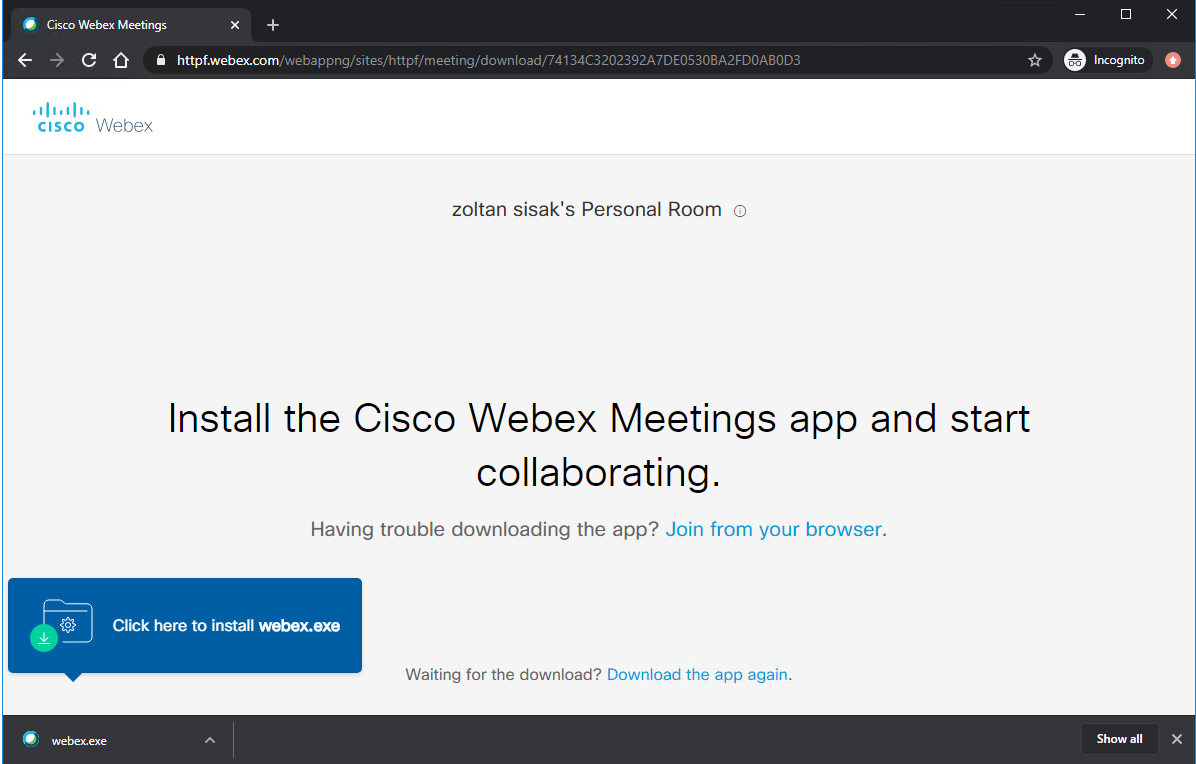 Cisco Webex Meetings
httpf.webex.com/webappng/sites/httpf/meeting/download/74134C3202392A7DE0530BA2FD0AB0D3
Incognito
CISCO Webex
zoltan sisak's Personal Room
Install the Cisco Webex Meetings app and start
collaborating.
Having trouble downloading the app? Join from your browser.
Click here to install webex.exe
Waiting for the download? Download the app again.
webex.exe
Show all